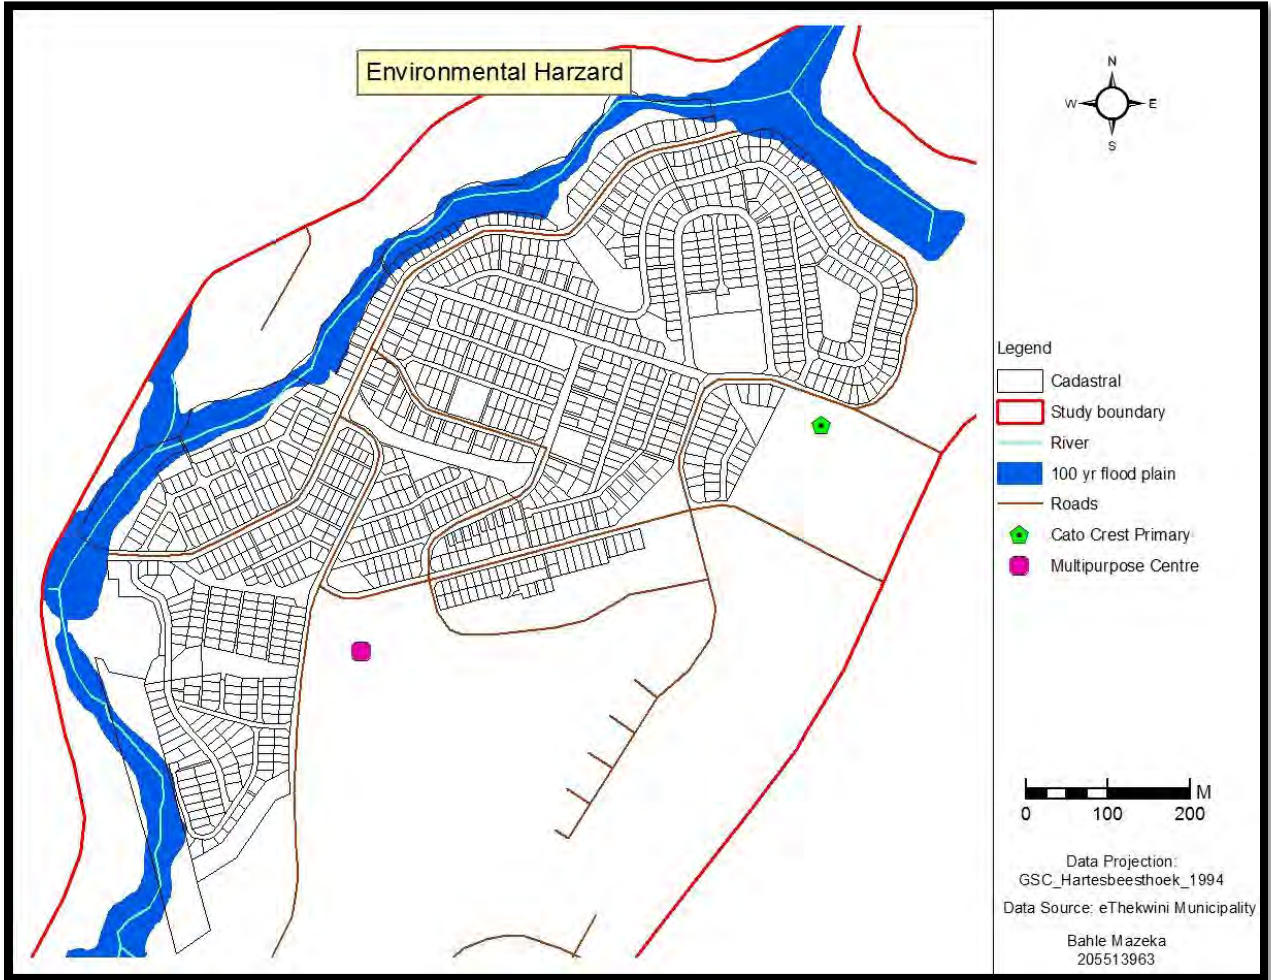 Environmental Harzard
N
W E
S
Legend
Cadastral
Study boundary
River
100 yr flood plain
Roads
Cato Crest Primary
Multipurpose Centre
M
0 100 200
Data Projection:
GSC_Hartesbeesthoek_1994
Data Source: eThekwini Municipality
Bahle Mazeka
205513963